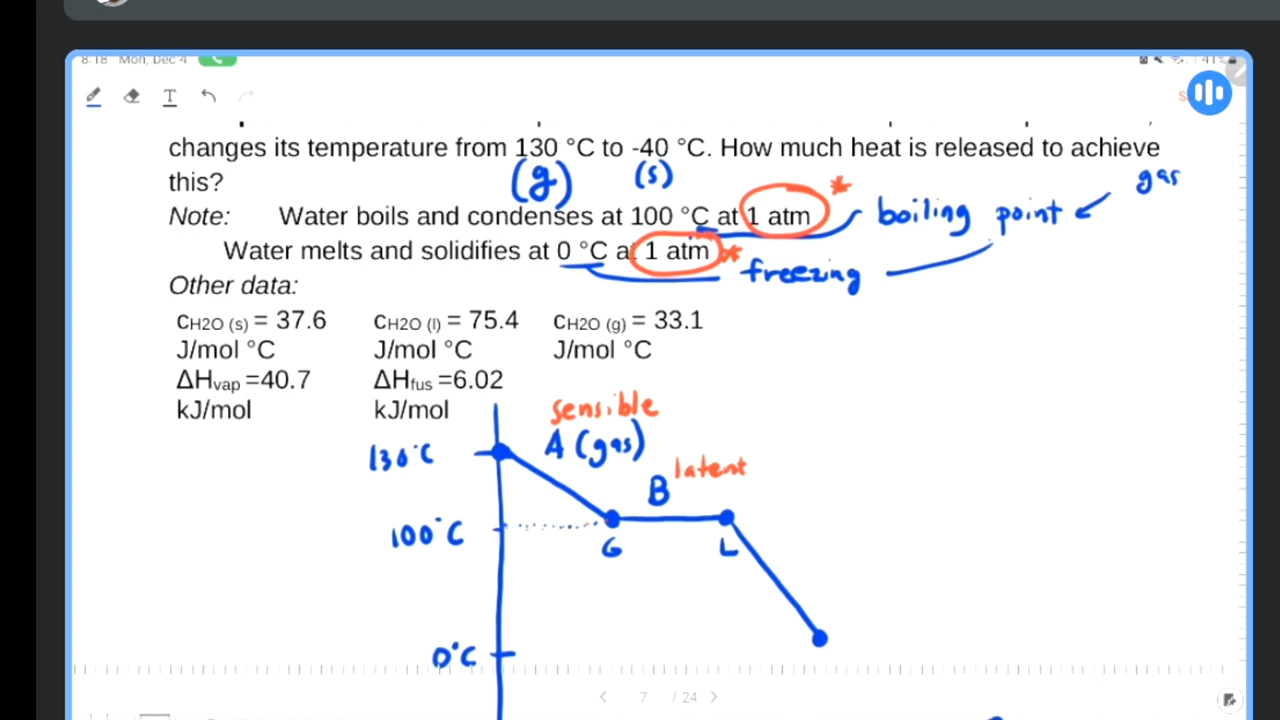 8:18 Mon, Dec 4
41%
T
changes its temperature from 130 °C to -40 °C. How much heat is released to achieve
this?
(g) (s) gas
Note: Water boils and condenses at 100 °C at 1 atm * boiling point
Water melts and solidifies at 0 °C at 1 atm * freezing
Other data:
cH2O (s) = 37.6 cH2O (l) = 75.4 cH2O (g) = 33.1
J/mol °C J/mol °C J/mol °C
ΔHvap =40.7 ΔHfus =6.02
kJ/mol kJ/mol
sensible
130°C A (gas)
latent
B
100°C
G L
0°C
< 7 / 24 >